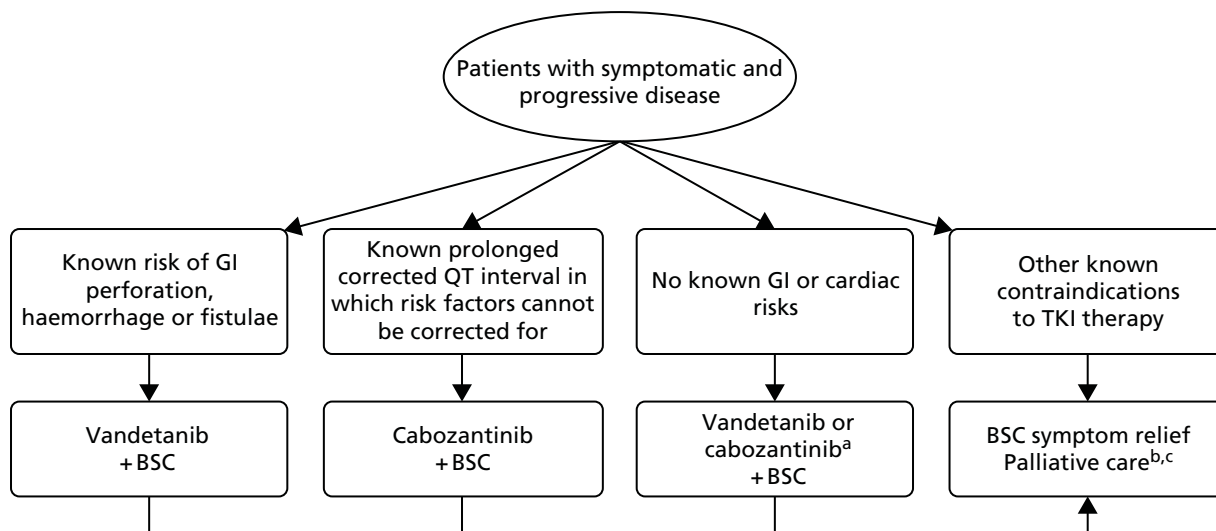 Patients with symptomatic and
progressive disease
Known risk of GI
perforation,
haemorrhage or fistulae
Known prolonged
corrected QT interval in
which risk factors cannot
be corrected for
No known GI or cardiac
risks
Other known
contraindications
to TKI therapy
Vandetanib
+ BSC
Cabozantinib
+ BSC
Vandetanib or
cabozantinibᵃ
+ BSC
BSC symptom relief
Palliative careᵇ,ᶜ